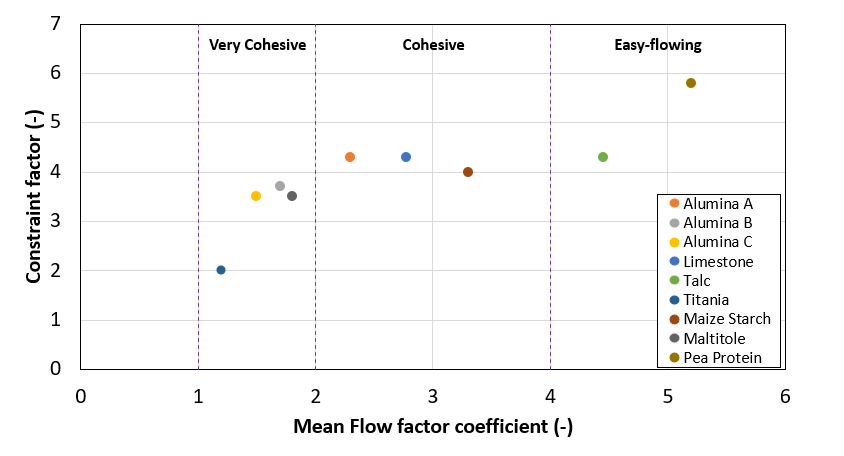 7
6
5
4
3
2
1
0
Constraint factor (-)
Very Cohesive
Cohesive
Easy-flowing
Alumina A
Alumina B
Alumina C
Limestone
Talc
Titania
Maize Starch
Maltitole
Pea Protein
0 1 2 3 4 5 6
Mean Flow factor coefficient (-)